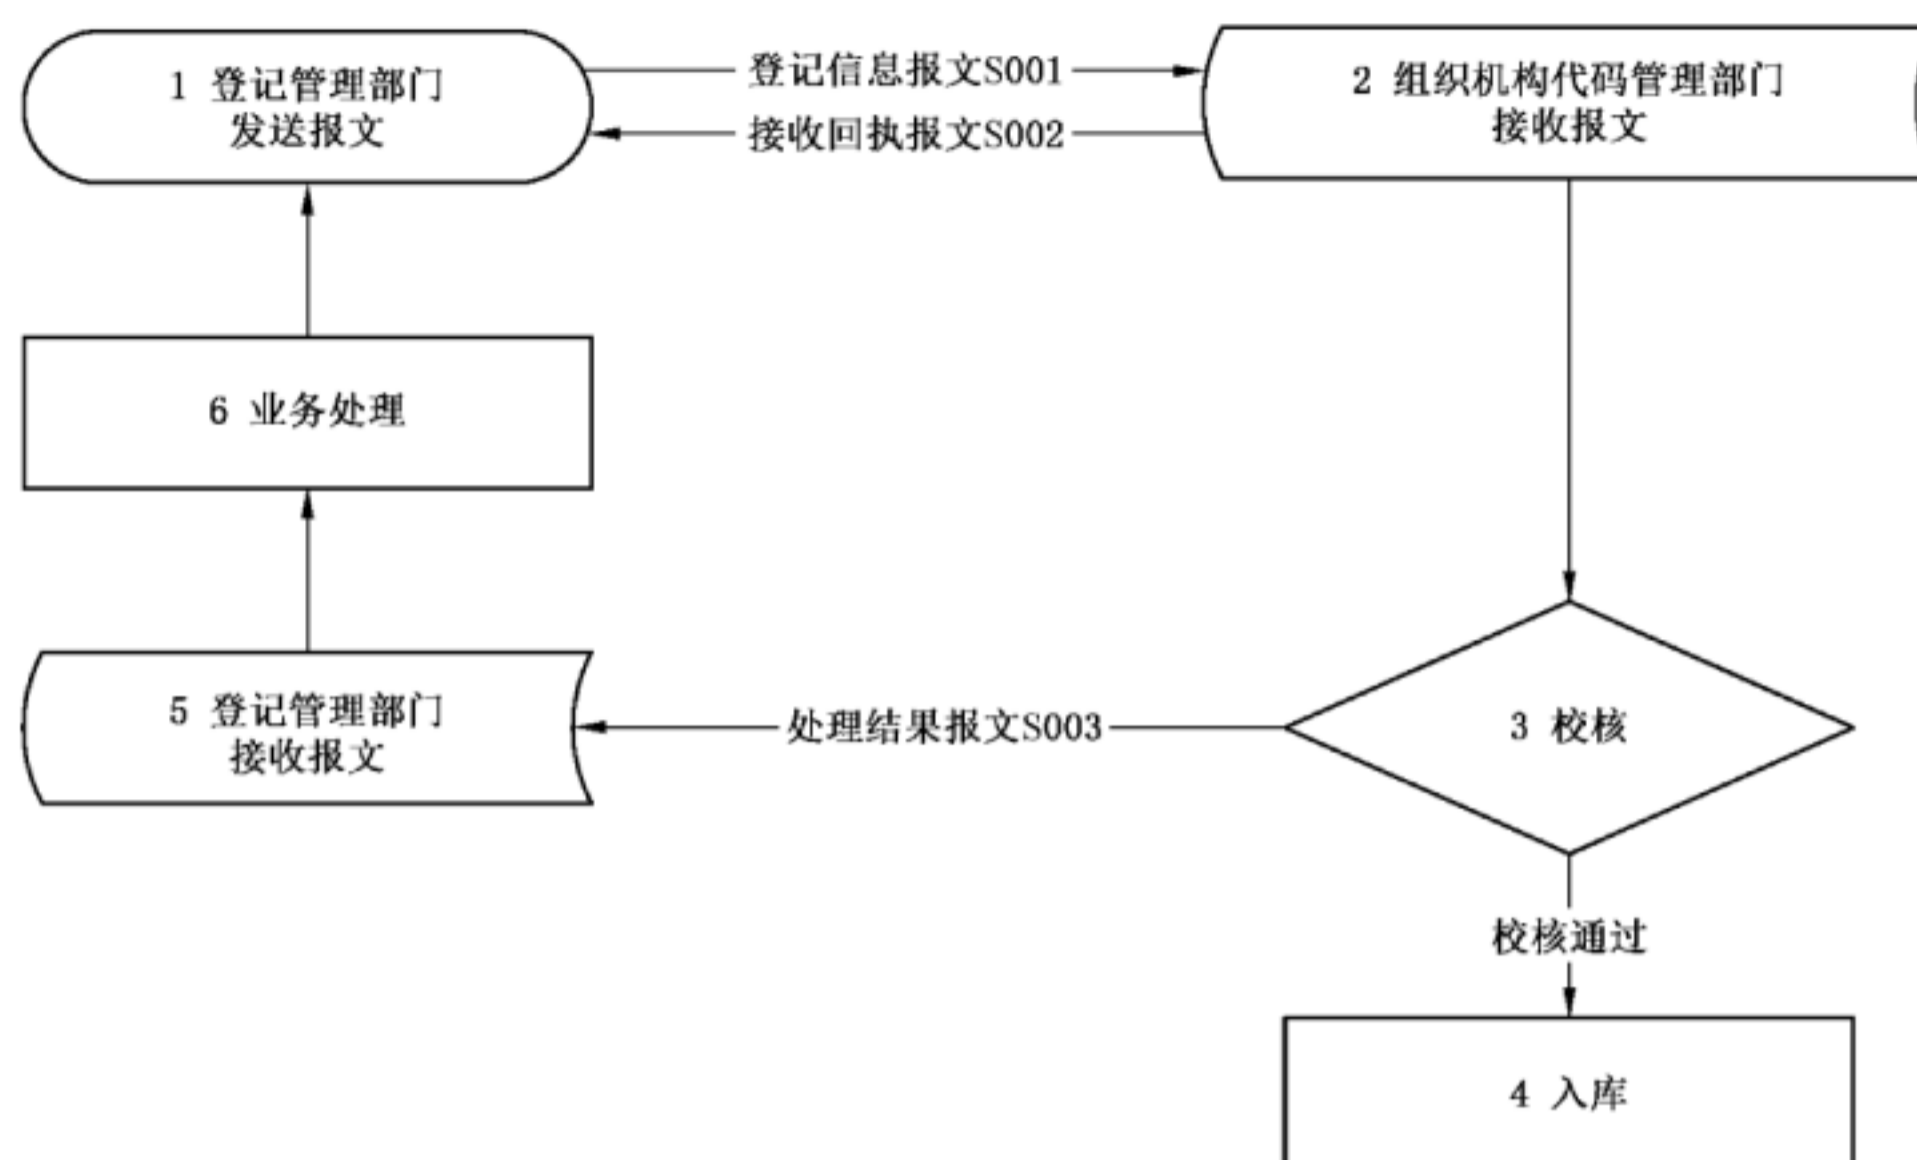 1 登记管理部门
发送报文
登记信息报文S001
接收回执报文S002
2 组织机构代码管理部门
接收报文
6 业务处理
5 登记管理部门
接收报文
处理结果报文S003
3 校核
校核通过
4 入库